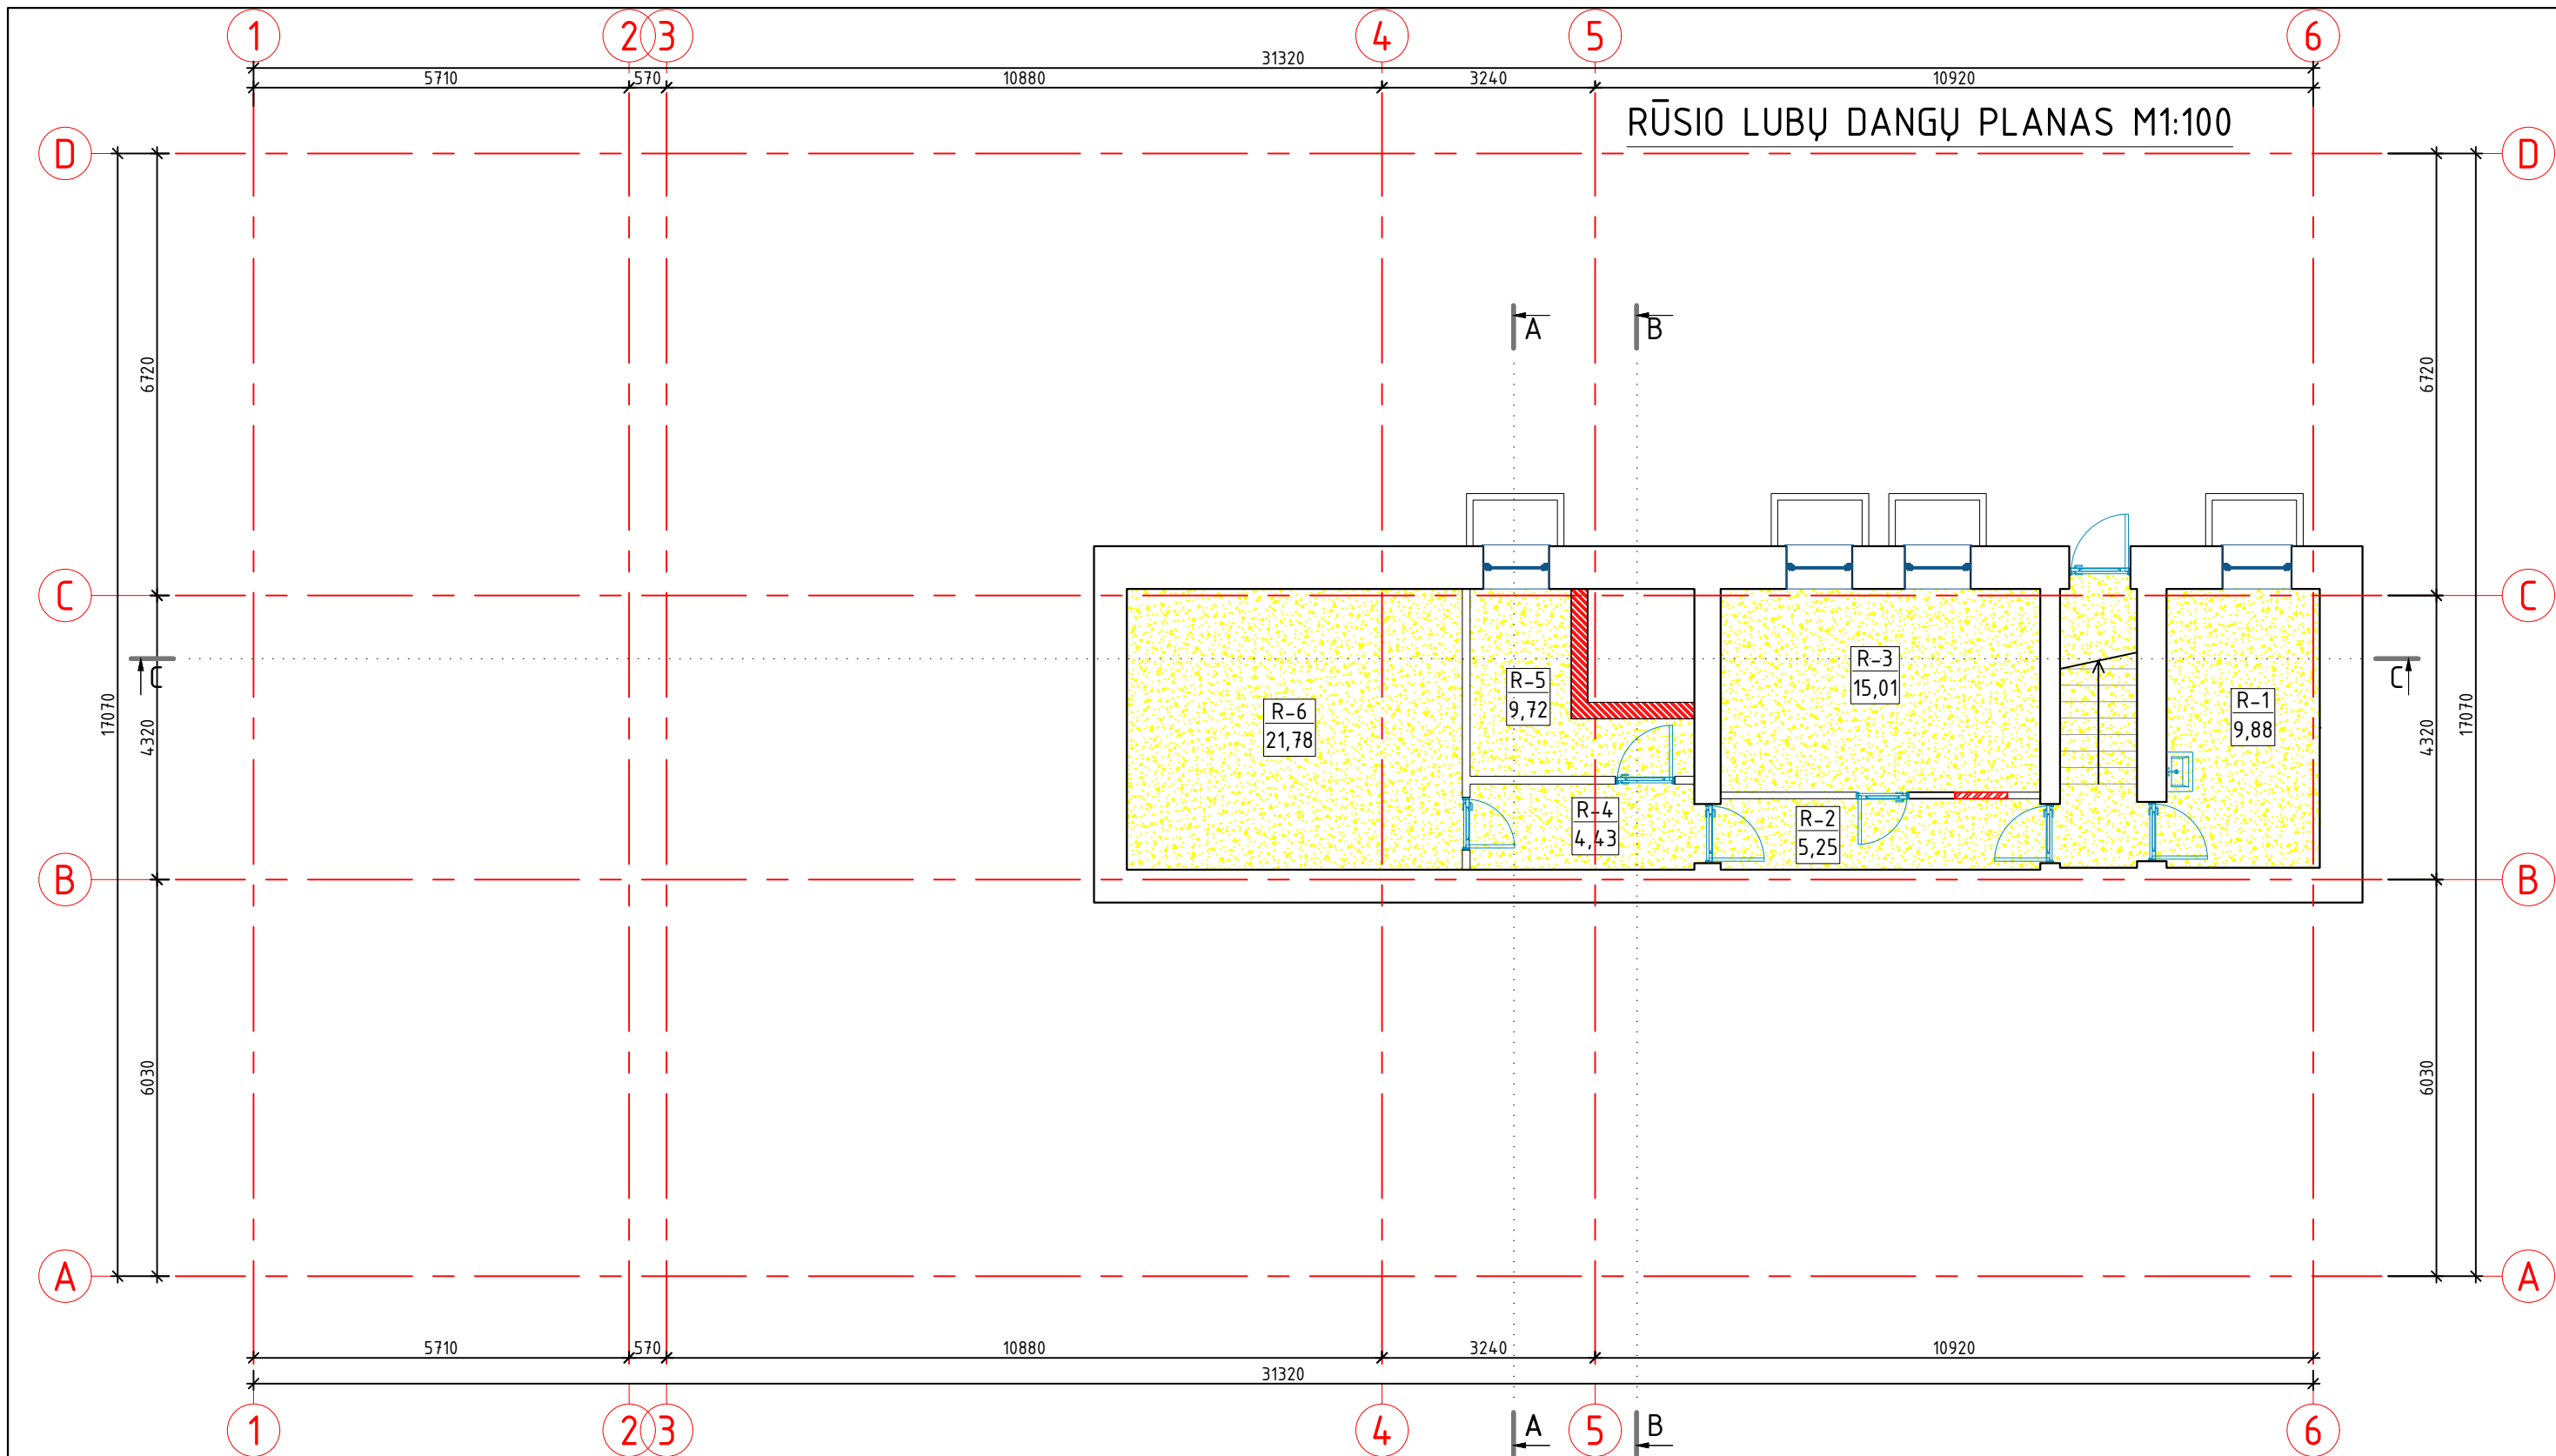 1 2 3 4 5 6
31320
5710 570 10880 3240 10920
RŪSIO LUBŲ DANGŲ PLANAS M1:100
D D
A B
6720 6720
C C
C C
R-3
15,01
R-5
9,72
R-1
9,88
R-6
21,78
17070 4320 4320 17070
R-4
4,43
R-2
5,25
B B
6030 6030
A A
5710 570 10880 3240 10920
31320
A B
1 2 3 4 5 6